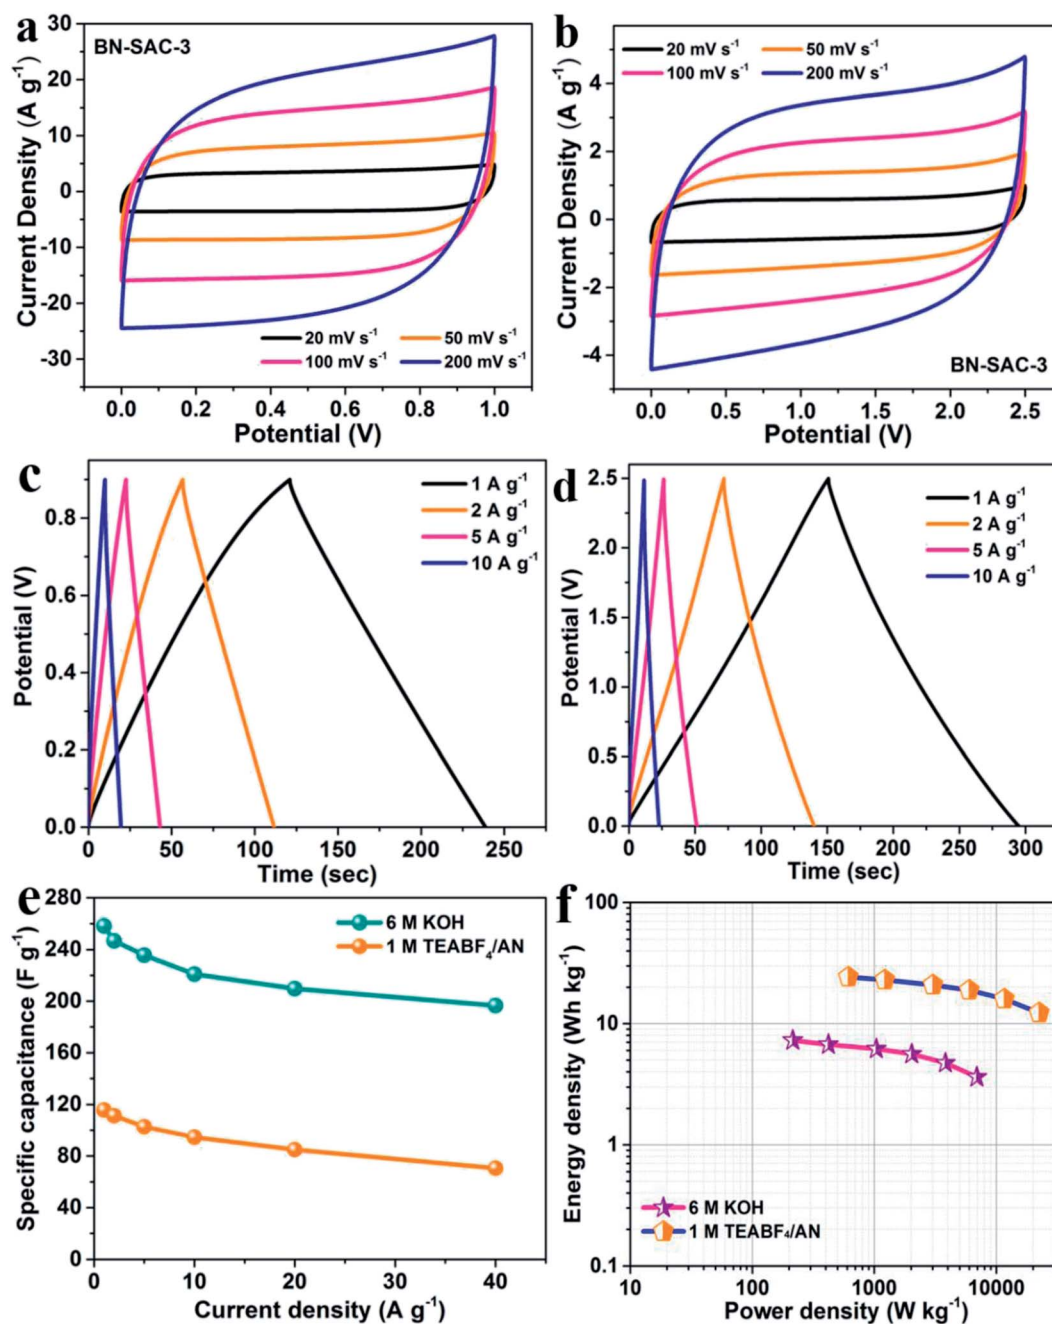 a
BN-SAC-3
Current Density (A g⁻¹)
30
20
10
0
-10
-20
-30
20 mV s⁻¹
50 mV s⁻¹
100 mV s⁻¹
200 mV s⁻¹
0.0 0.2 0.4 0.6 0.8 1.0
Potential (V)
b
20 mV s⁻¹
50 mV s⁻¹
100 mV s⁻¹
200 mV s⁻¹
Current Density (A g⁻¹)
4
2
0
-2
-4
BN-SAC-3
0.0 0.5 1.0 1.5 2.0 2.5
Potential (V)
c
1 A g⁻¹
2 A g⁻¹
5 A g⁻¹
10 A g⁻¹
Potential (V)
0.8
0.6
0.4
0.2
0.0
0 50 100 150 200 250
Time (sec)
d
1 A g⁻¹
2 A g⁻¹
5 A g⁻¹
10 A g⁻¹
Potential (V)
2.5
2.0
1.5
1.0
0.5
0.0
0 50 100 150 200 250 300
Time (sec)
e
6 M KOH
1 M TEABF₄/AN
Specific capacitance (F g⁻¹)
280
240
200
160
120
80
40
0
0 10 20 30 40
Current density (A g⁻¹)
f
Energy density (Wh kg⁻¹)
100
10
1
0.1
6 M KOH
1 M TEABF₄/AN
10 100 1000 10000
Power density (W kg⁻¹)